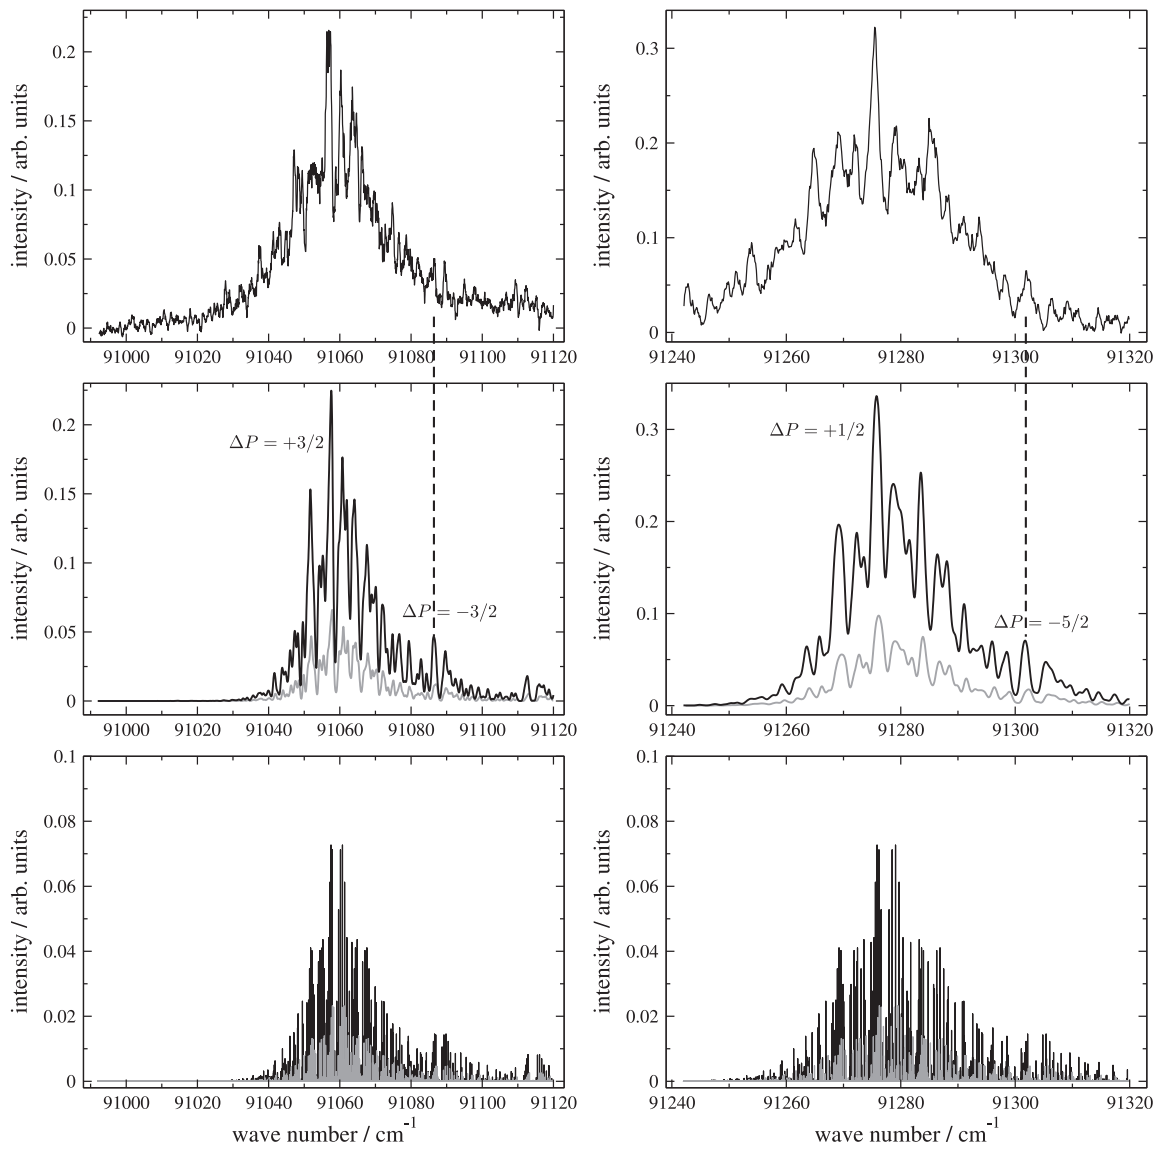 0.2
0.15
0.1
0.05
0
intensity / arb. units
91000 91020 91040 91060 91080 91100 91120
0.3
0.2
0.1
0
intensity / arb. units
91240 91260 91280 91300 91320
0.2
0.15
0.1
0.05
0
intensity / arb. units
ΔP = +3/2
ΔP = −3/2
91000 91020 91040 91060 91080 91100 91120
0.3
0.2
0.1
0
intensity / arb. units
ΔP = +1/2
ΔP = −5/2
91240 91260 91280 91300 91320
0.1
0.08
0.06
0.04
0.02
0
intensity / arb. units
91000 91020 91040 91060 91080 91100 91120
wave number / cm⁻¹
0.1
0.08
0.06
0.04
0.02
0
intensity / arb. units
91240 91260 91280 91300 91320
wave number / cm⁻¹